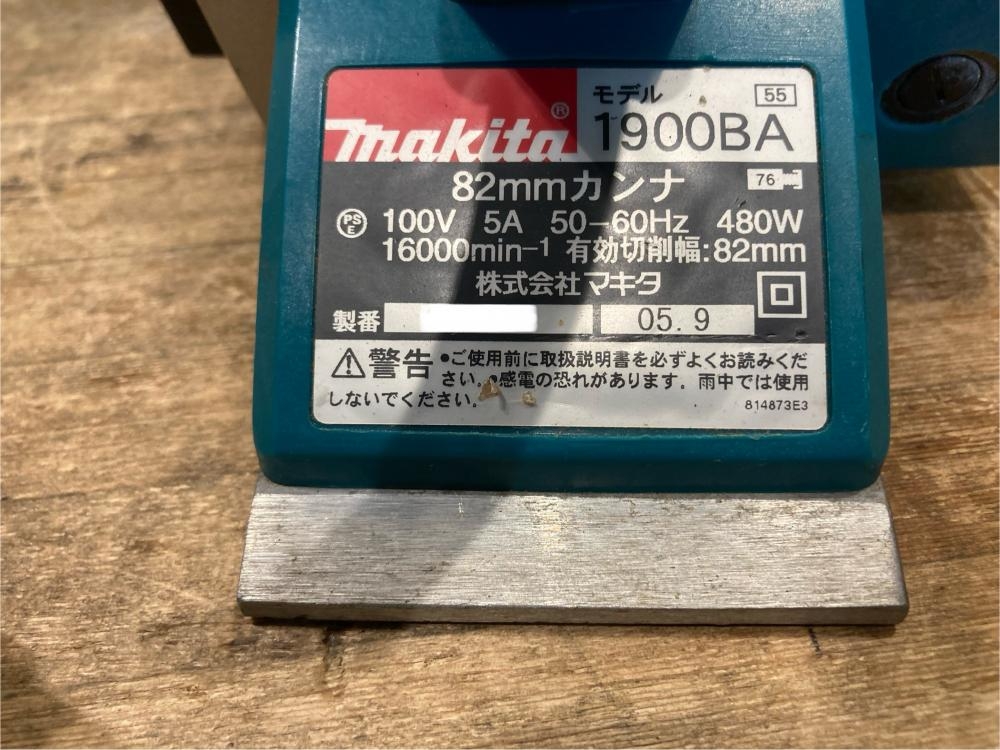 makita®
モデル 55
1900BA
82mmカンナ 76
PSE 100V 5A 50-60Hz 480W
16000min-1 有効切削幅:82mm
株式会社マキタ
製番 05. 9
警告 •ご使用前に取扱説明書を必ずよくお読みくだ
さい。•感電の恐れがあります。雨中では使用
しないでください。
814873E3